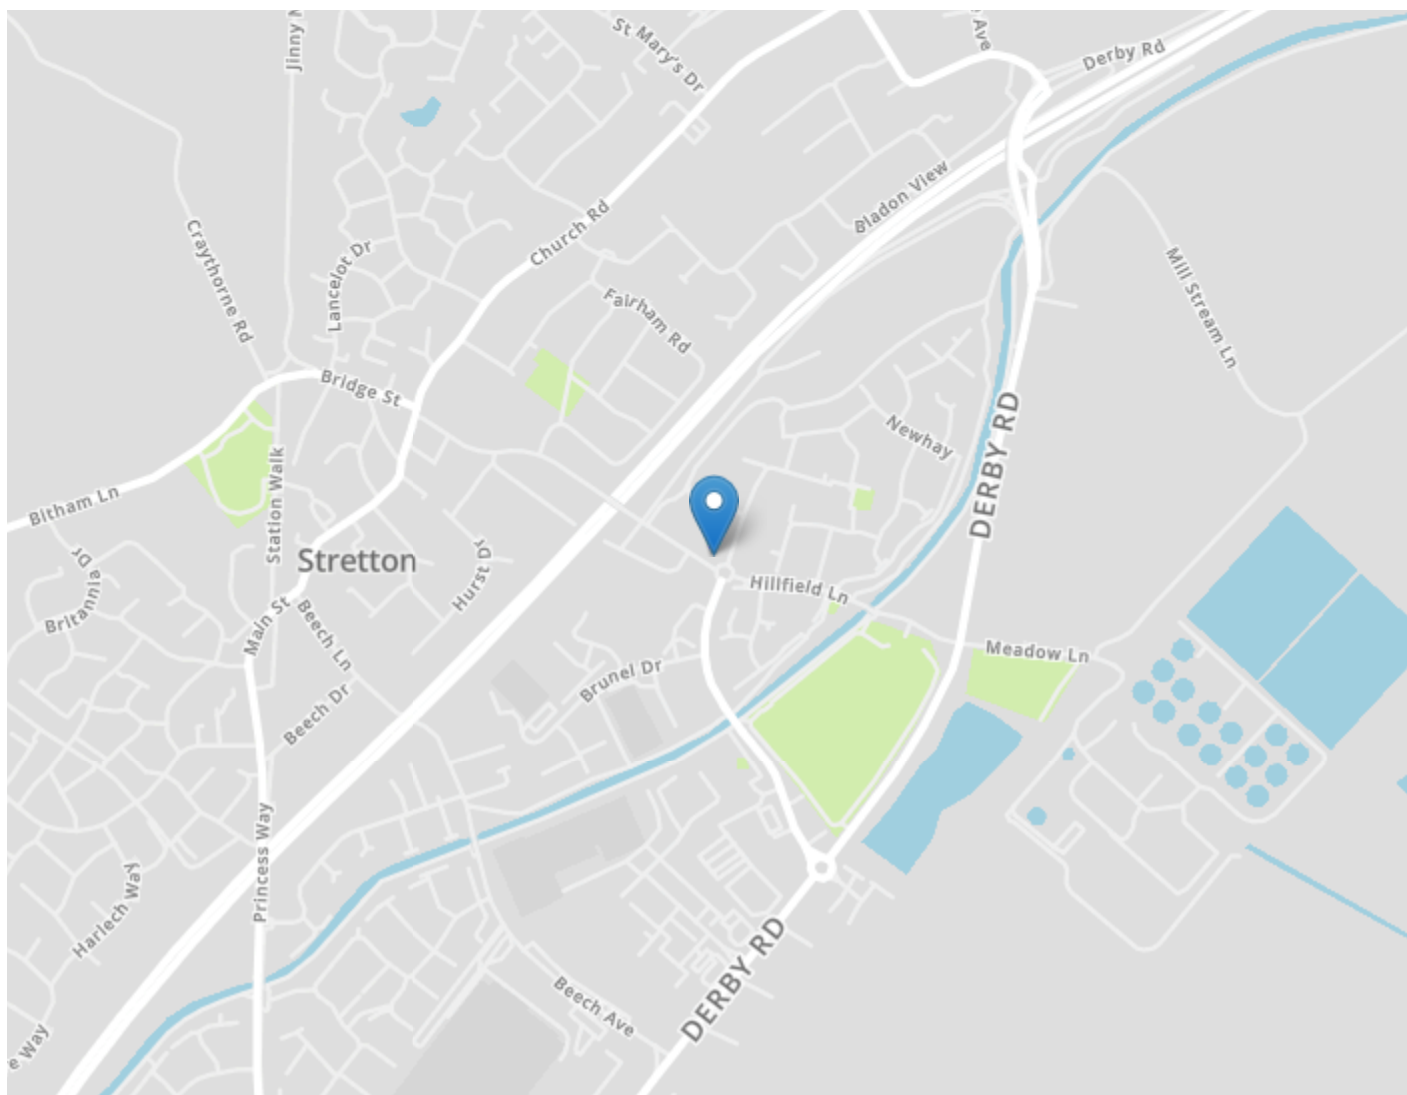 Jinny
St Mary's Dr
Ave
Derby Rd
Bladon View
Church Rd
Craythorne Rd
Lancelot Dr
Mill Stream Ln
Fairham Rd
Bridge St
DERBY RD
Newhay
Station Walk
Bitham Ln
Stretton
Britannia Dr
Hurst Dr
Hillfield Ln
Main St
Beech Ln
Meadow Ln
Brunel Dr
Beech Dr
Princess Way
Harlech Way
DERBY RD
Beech Ave
e Way